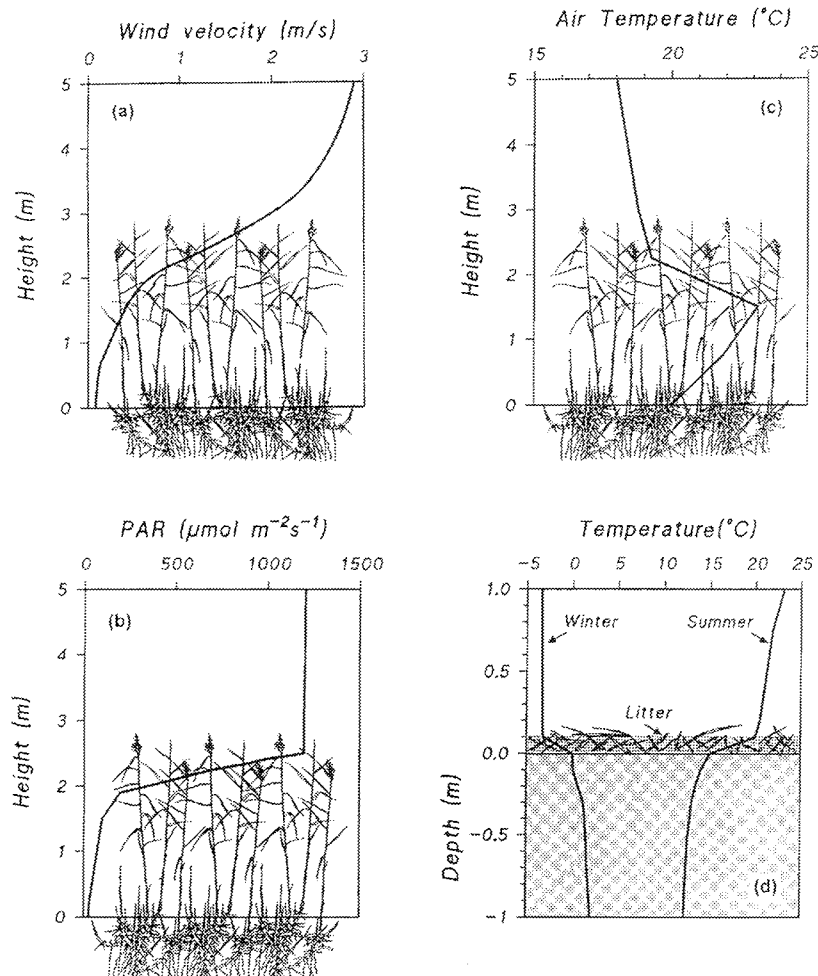 Wind velocity (m/s)
0 1 2 3
5
4
3
2
1
0
Height (m)
(a)
Air Temperature (°C)
15 20 25
5
4
3
2
1
0
Height (m)
(c)
PAR (μmol m⁻²s⁻¹)
0 500 1000 1500
5
4
3
2
1
0
Height (m)
(b)
Temperature(°C)
−5 0 5 10 15 20 25
1.0
0.5
0.0
−0.5
−1
Depth (m)
Winter
Summer
Litter
(d)